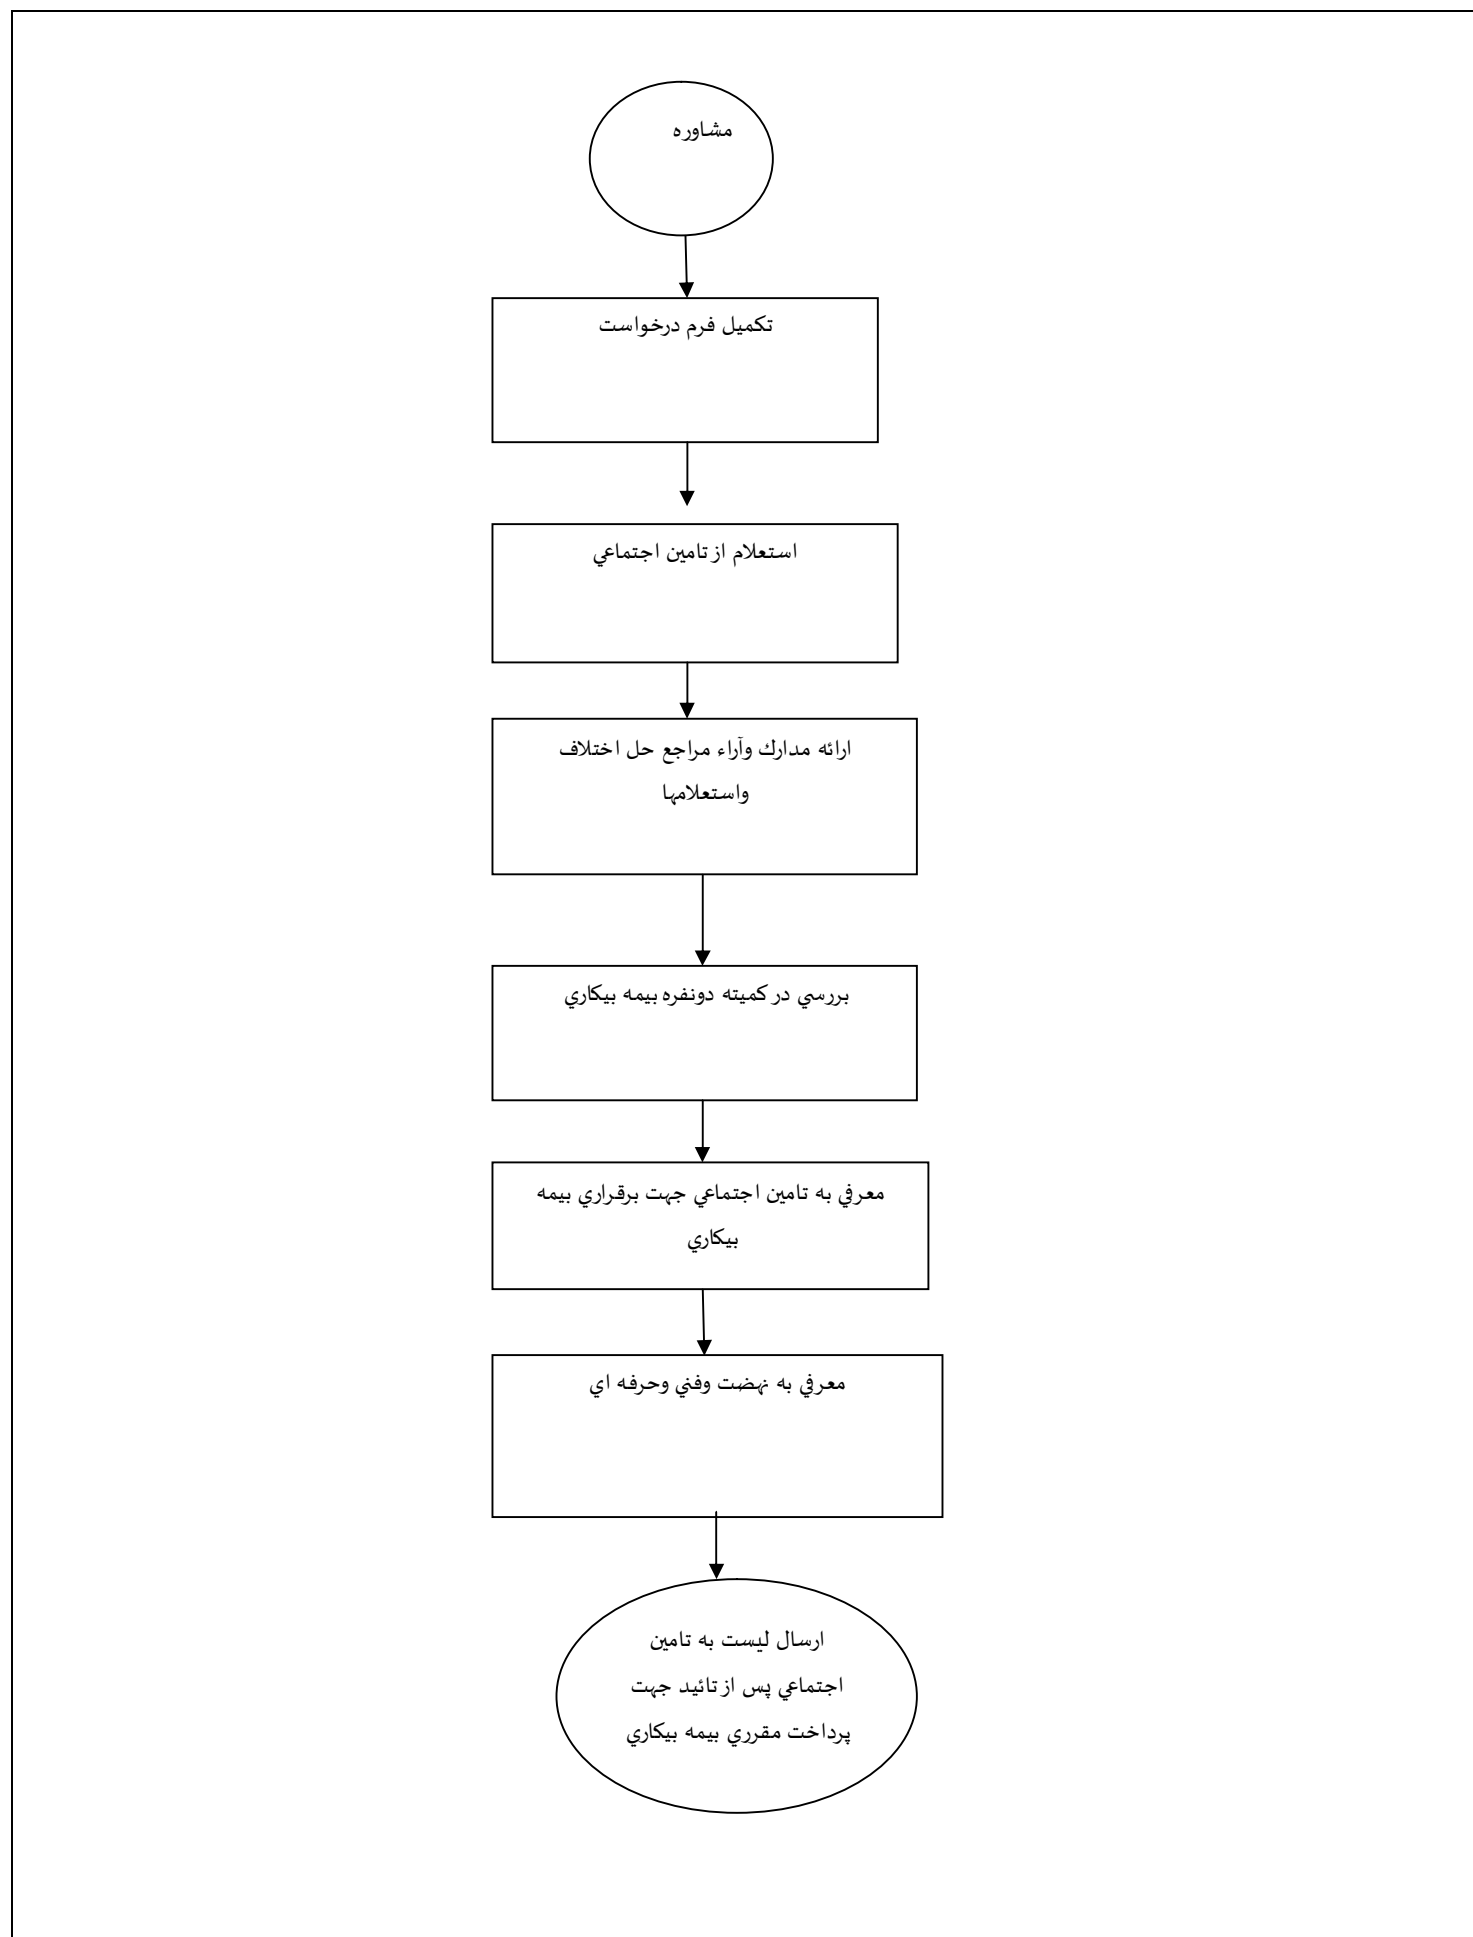 مشاوره
تكميل فرم درخواست
استعلام از تامين اجتماعي
ارائه مدارك وآراء مراجع حل اختلاف
واستعلامها
بررسي در كميته دونفره بيمه بيكاري
معرفي به تامين اجتماعي جهت برقراري بيمه
بيكاري
معرفي به نهضت وفني وحرفه اي
ارسال ليست به تامين
اجتماعي پس از تائيد جهت
پرداخت مقرري بيمه بيكاري